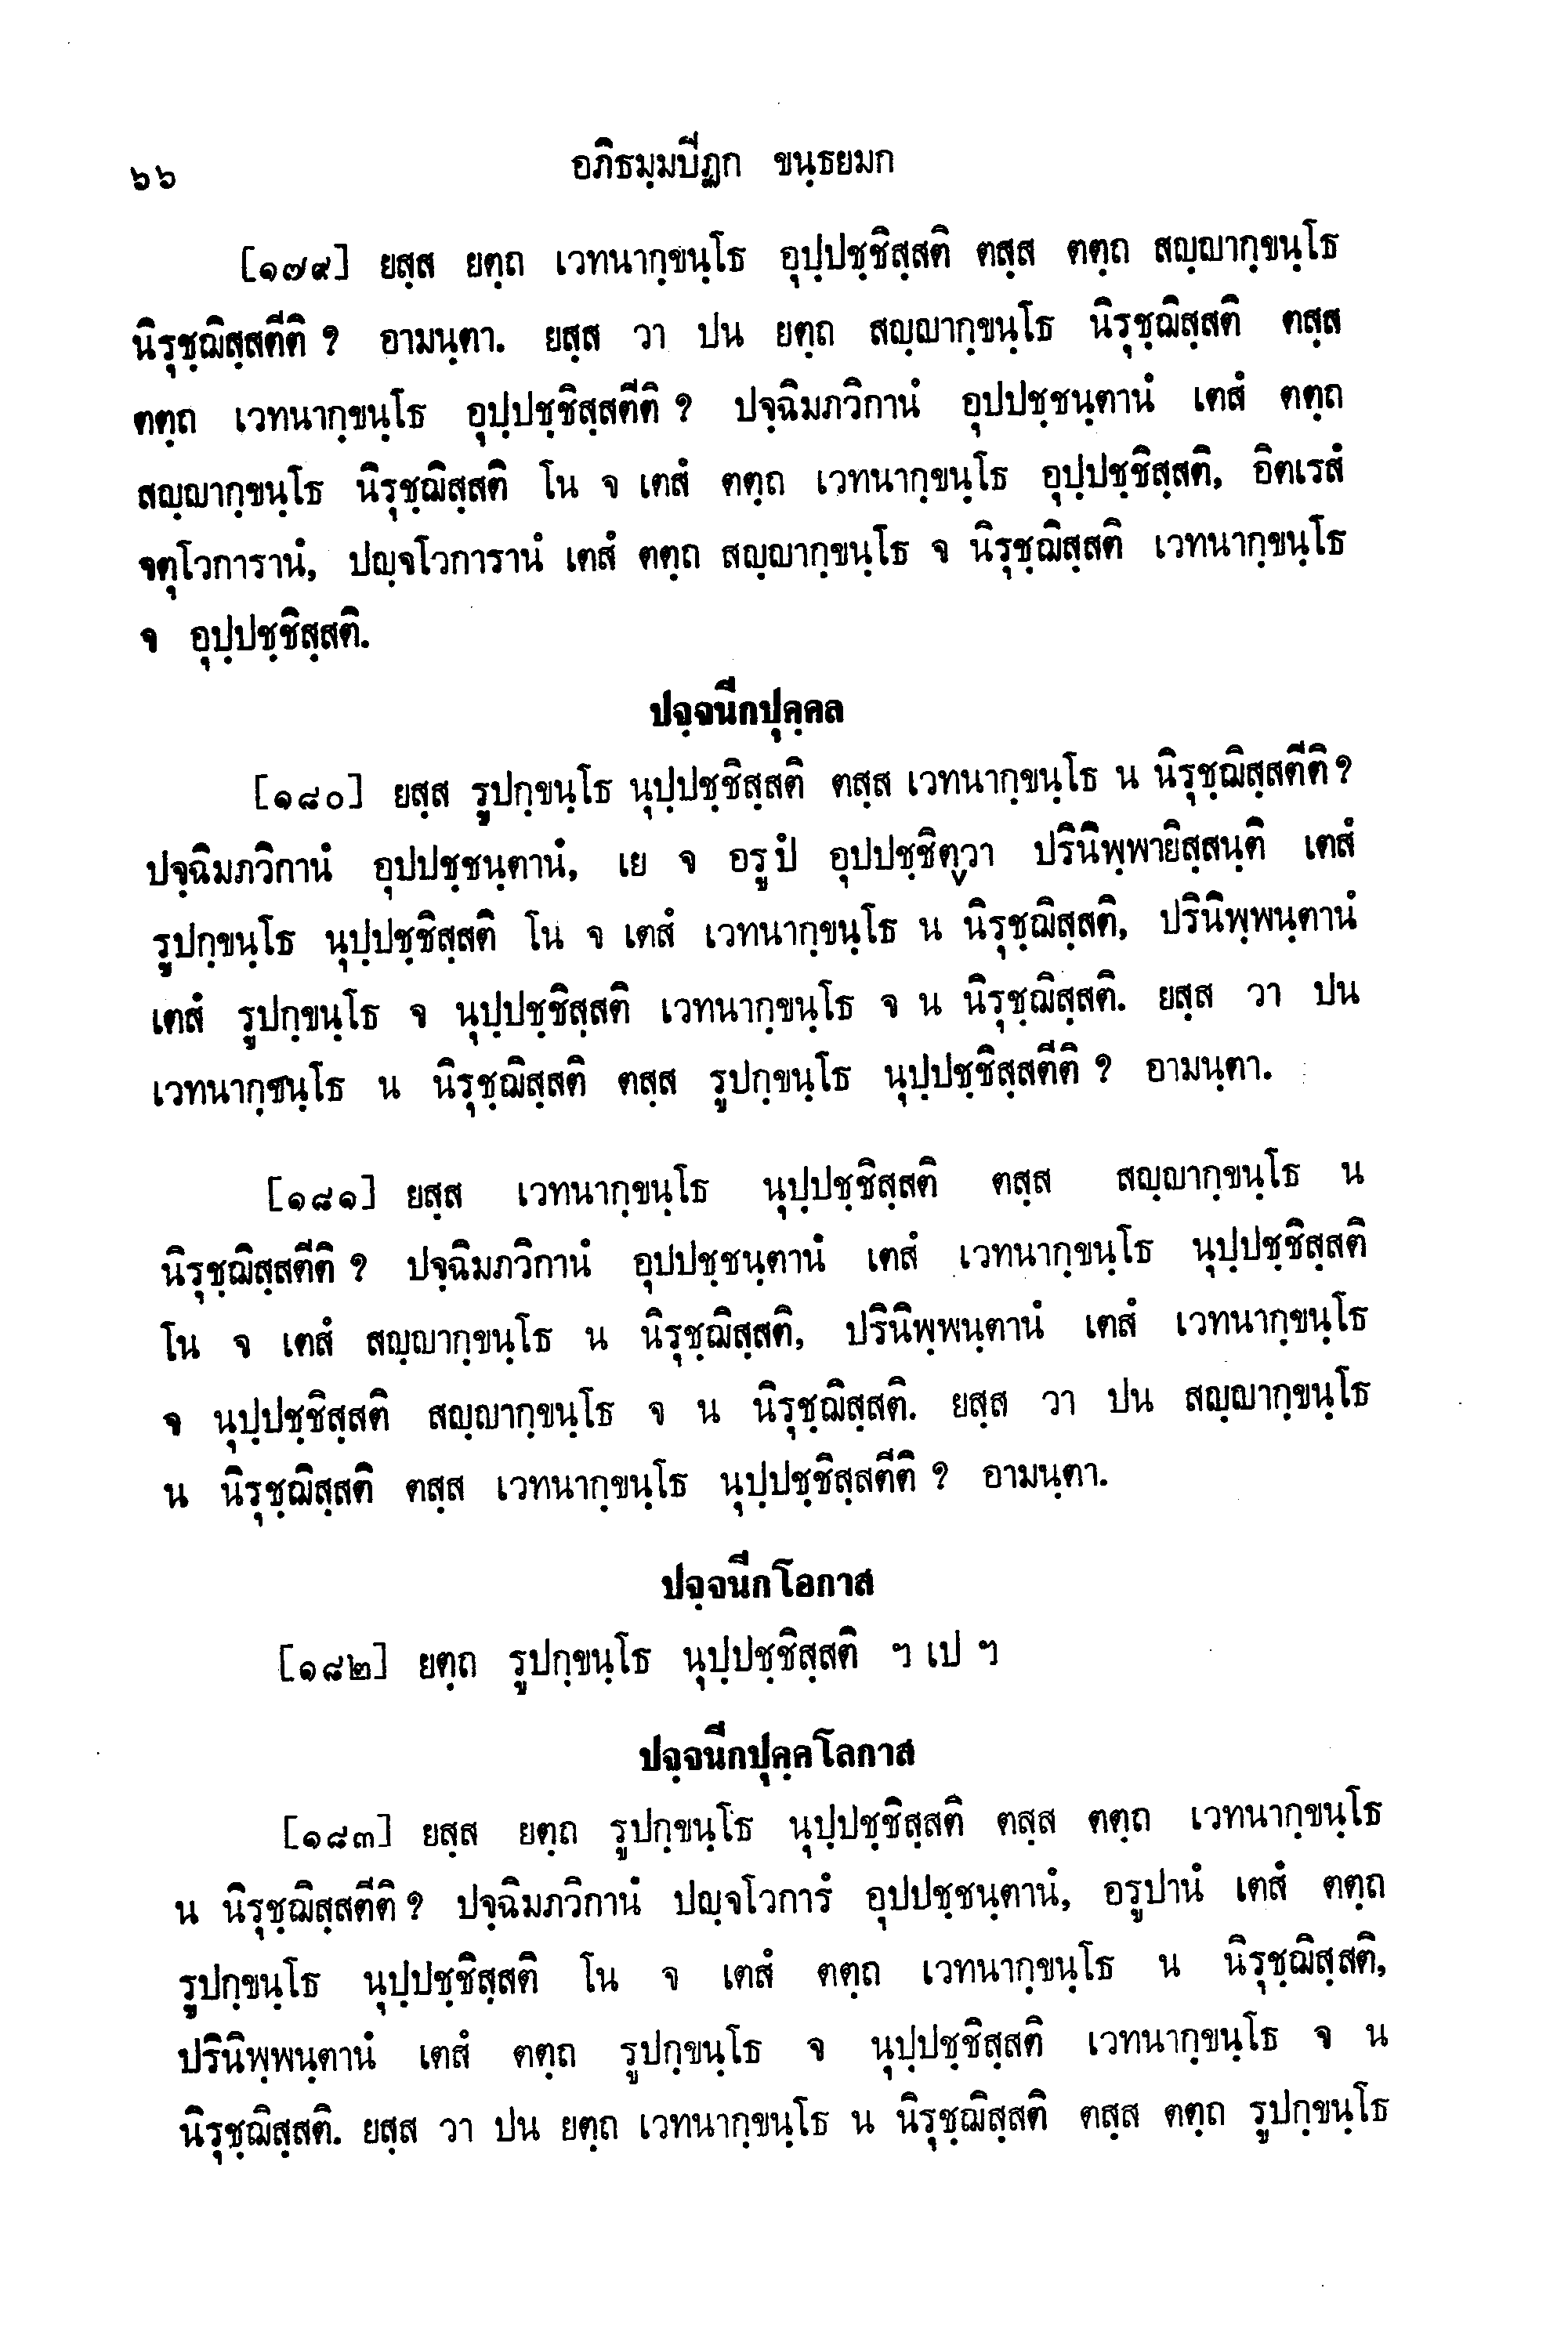 ๖๖ อภิธมฺมปีฏก ขนฺธยมก
[๑๗๙] ยสฺส ยตฺถ เวทนากฺขนฺโธ อุปฺปชฺชิสฺสติ ตสฺส ตตฺถ สญฺญากฺขนฺโธ
นิรุชฺฌิสฺสตีติ ? อามนฺตา. ยสฺส วา ปน ยตฺถ สญฺญากฺขนฺโธ นิรุชฺฌิสฺสติ ตสฺส
ตตฺถ เวทนากฺขนฺโธ อุปฺปชฺชิสฺสตีติ ? ปจฺฉิมภวิกานํ อุปปชฺชนฺตานํ เตสํ ตตฺถ
สญฺญากฺขนฺโธ นิรุชฺฌิสฺสติ โน จ เตสํ ตตฺถ เวทนากฺขนฺโธ อุปฺปชฺชิสฺสติ, อิตเรสํ
จตุโวการานํ, ปญฺจโวการานํ เตสํ ตตฺถ สญฺญากฺขนฺโธ จ นิรุชฺฌิสฺสติ เวทนากฺขนฺโธ
จ อุปฺปชฺชิสฺสติ.
ปจฺจนีกปุคฺคล
[๑๘๐] ยสฺส รูปกฺขนฺโธ นุปฺปชฺชิสฺสติ ตสฺส เวทนากฺขนฺโธ น นิรุชฺฌิสฺสตีติ ?
ปจฺฉิมภวิกานํ อุปปชฺชนฺตานํ, เย จ อรูปํ อุปปชฺชิตฺวา ปรินิพฺพายิสฺสนฺติ เตสํ
รูปกฺขนฺโธ นุปฺปชฺชิสฺสติ โน จ เตสํ เวทนากฺขนฺโธ น นิรุชฺฌิสฺสติ, ปรินิพฺพนฺตานํ
เตสํ รูปกฺขนฺโธ จ นุปฺปชฺชิสฺสติ เวทนากฺขนฺโธ จ น นิรุชฺฌิสฺสติ. ยสฺส วา ปน
เวทนากฺขนฺโธ น นิรุชฺฌิสฺสติ ตสฺส รูปกฺขนฺโธ นุปฺปชฺชิสฺสตีติ ? อามนฺตา.
[๑๘๑] ยสฺส เวทนากฺขนฺโธ นุปฺปชฺชิสฺสติ ตสฺส สญฺญากฺขนฺโธ น
นิรุชฺฌิสฺสตีติ ? ปจฺฉิมภวิกานํ อุปปชฺชนฺตานํ เตสํ เวทนากฺขนฺโธ นุปฺปชฺชิสฺสติ
โน จ เตสํ สญฺญากฺขนฺโธ น นิรุชฺฌิสฺสติ, ปรินิพฺพนฺตานํ เตสํ เวทนากฺขนฺโธ
จ นุปฺปชฺชิสฺสติ สญฺญากฺขนฺโธ จ น นิรุชฺฌิสฺสติ. ยสฺส วา ปน สญฺญากฺขนฺโธ
น นิรุชฺฌิสฺสติ ตสฺส เวทนากฺขนฺโธ นุปฺปชฺชิสฺสตีติ ? อามนฺตา.
ปจฺจนีกโอกาส
[๑๘๒] ยตฺถ รูปกฺขนฺโธ นุปฺปชฺชิสฺสติ ฯ เป ฯ
ปจฺจนีกปุคฺคโลกาส
[๑๘๓] ยสฺส ยตฺถ รูปกฺขนฺโธ นุปฺปชฺชิสฺสติ ตสฺส ตตฺถ เวทนากฺขนฺโธ
น นิรุชฺฌิสฺสตีติ ? ปจฺฉิมภวิกานํ ปญฺจโวการํ อุปปชฺชนฺตานํ, อรูปานํ เตสํ ตตฺถ
รูปกฺขนฺโธ นุปฺปชฺชิสฺสติ โน จ เตสํ ตตฺถ เวทนากฺขนฺโธ น นิรุชฺฌิสฺสติ,
ปรินิพฺพนฺตานํ เตสํ ตตฺถ รูปกฺขนฺโธ จ นุปฺปชฺชิสฺสติ เวทนากฺขนฺโธ จ น
นิรุชฺฌิสฺสติ. ยสฺส วา ปน ยตฺถ เวทนากฺขนฺโธ น นิรุชฺฌิสฺสติ ตสฺส ตตฺถ รูปกฺขนฺโธ